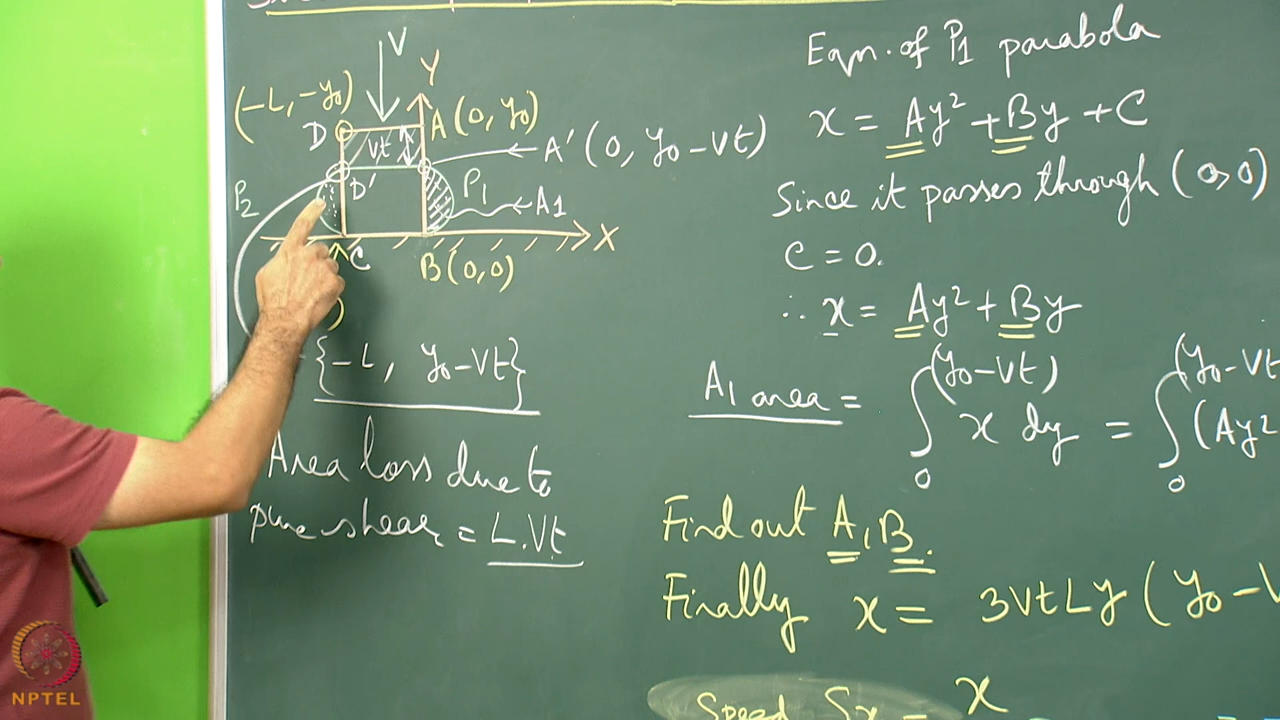 V
Y
(-L, -y₀)
D
A (0, y₀)
Vt
A' (0, y₀-Vt)
P₂
D'
P₁
A1
X
C
B (0,0)
)
{-L, y₀-Vt}
Area loss due to
pure shear = L.Vt
Eqn. of P₁ parabola
x = Ay² + By + C
Since it passes through (0,0)
C = 0.
∴ x = Ay² + By
A₁ area = ∫₀^(y₀-Vt) x dy = ∫₀^(y₀-Vt (Ay²
Find out A, B.
Finally x = 3VtLy (y₀-V
Speed Sx = x
NPTEL